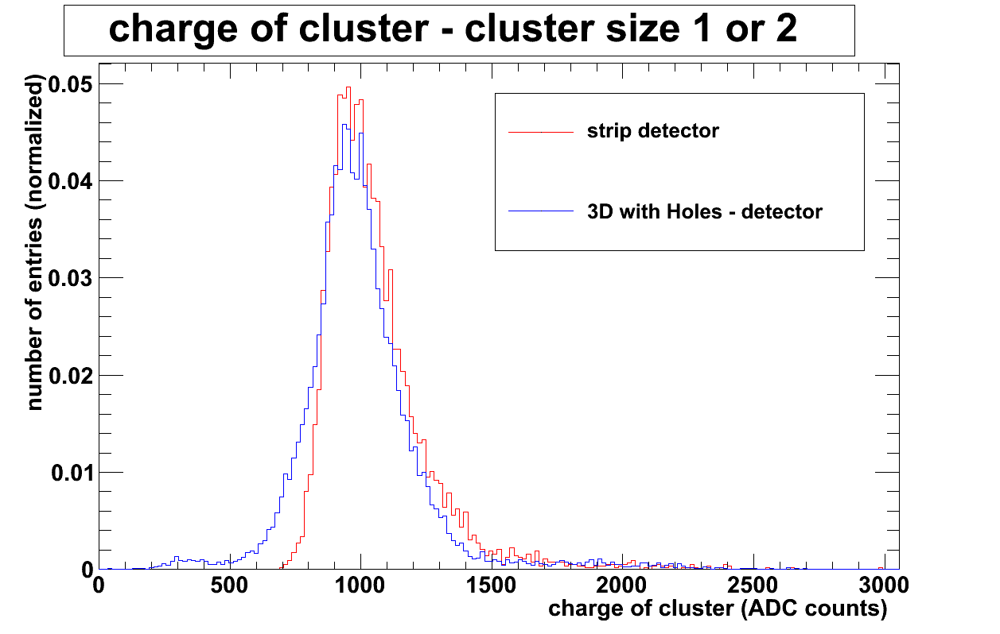 charge of cluster - cluster size 1 or 2
number of entries (normalized)
0.05
0.04
0.03
0.02
0.01
0
strip detector
3D with Holes - detector
0 500 1000 1500 2000 2500 3000
charge of cluster (ADC counts)